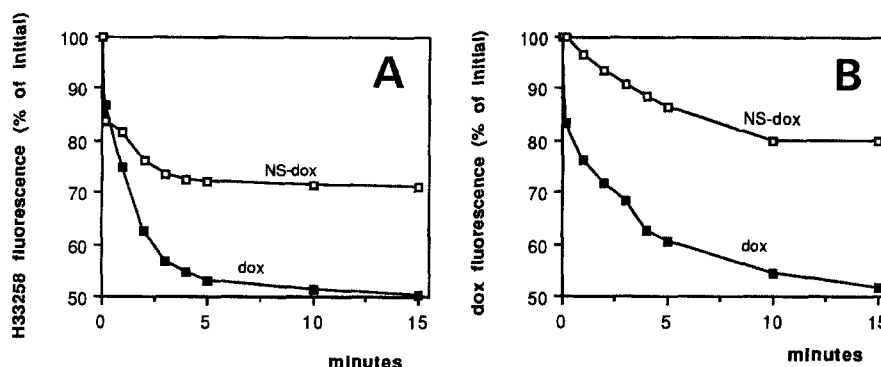 H33258 fluorescence (% of initial)
100
90
80
70
60
50
A
NS-dox
dox
0
5
10
15
minutes
dox fluorescence (% of initial)
100
90
80
70
60
50
B
NS-dox
dox
0
5
10
15
minutes